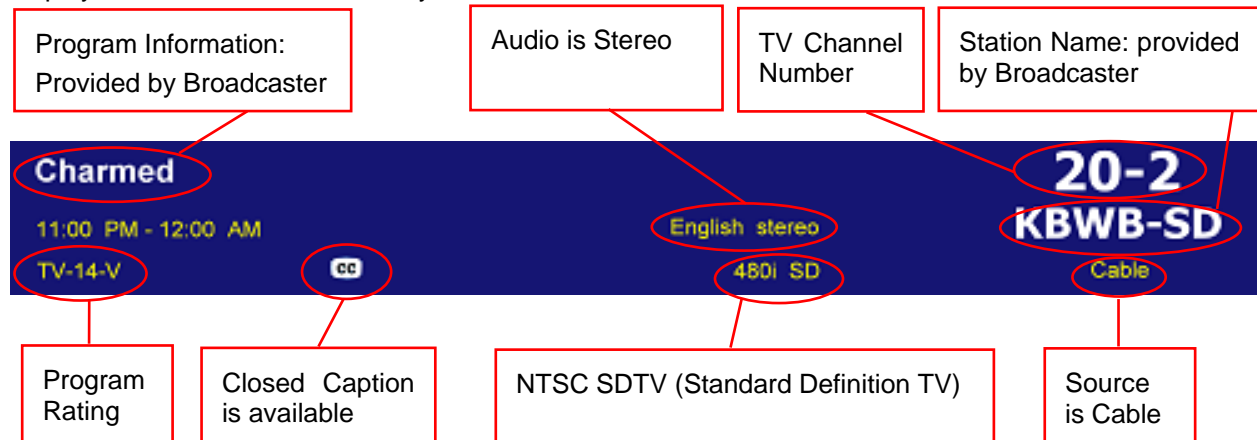 Program Information:
Provided by Broadcaster
Audio is Stereo
TV Channel
Number
Station Name: provided
by Broadcaster
Charmed
20-2
11:00 PM - 12:00 AM
English stereo
KBWB-SD
TV-14-V
CC
480i SD
Cable
Program
Rating
Closed Caption
is available
NTSC SDTV (Standard Definition TV)
Source
is Cable